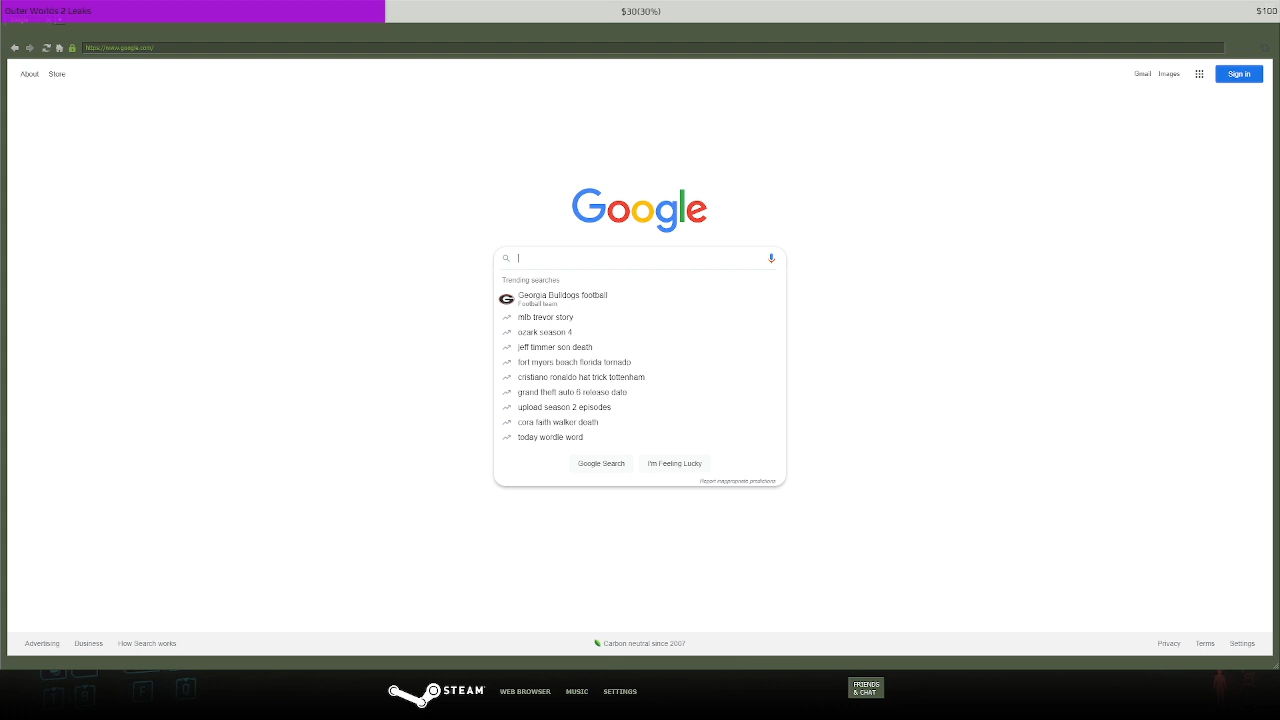 Outer Worlds 2 Leaks
$30(30%)
$100
https://www.google.com/
About Store
Gmail Images
Sign in
Google
Trending searches
Georgia Bulldogs football
Football team
mlb trevor story
ozark season 4
jeff timmer son death
fort myers beach florida tornado
cristiano ronaldo hat trick tottenham
grand theft auto 6 release date
upload season 2 episodes
cora faith walker death
today wordle word
Google Search
I'm Feeling Lucky
Report inappropriate predictions
Advertising Business How Search works
Carbon neutral since 2007
Privacy Terms Settings
STEAM
WEB BROWSER MUSIC SETTINGS
FRIENDS
& CHAT